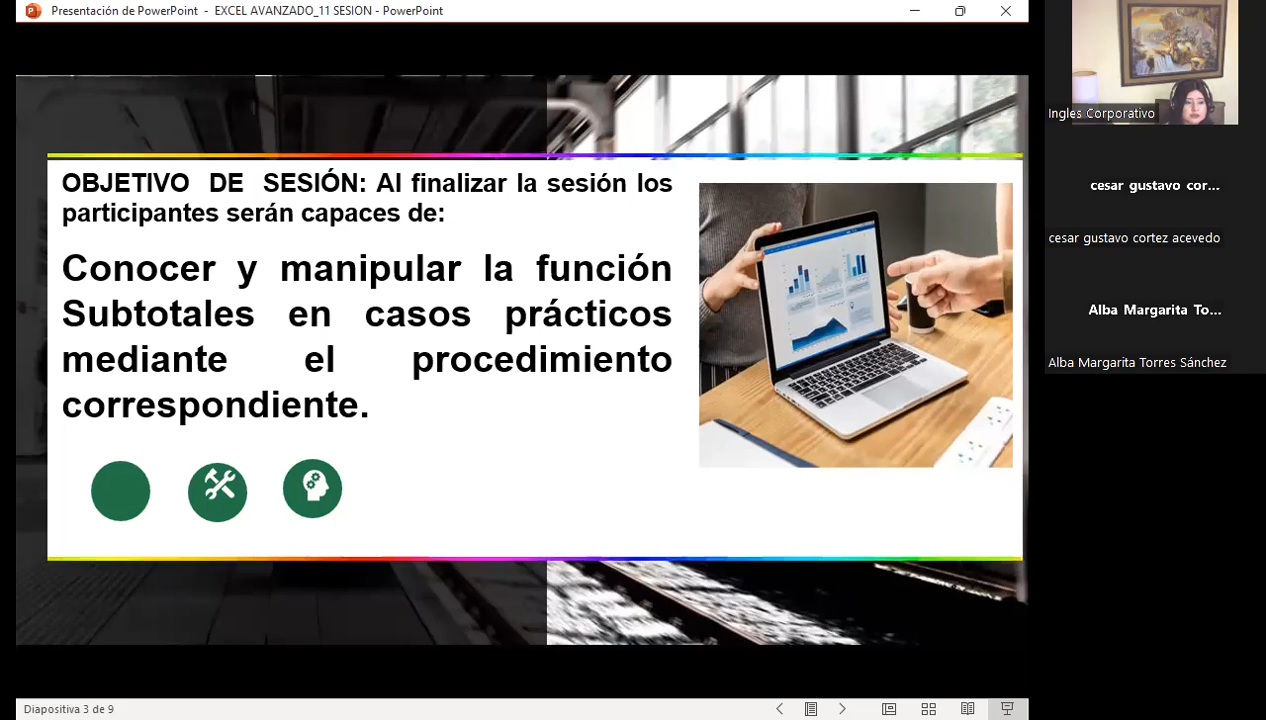 Presentación de PowerPoint - EXCEL AVANZADO_11 SESION - PowerPoint
OBJETIVO DE SESIÓN: Al finalizar la sesión los
participantes serán capaces de:
Conocer y manipular la función
Subtotales en casos prácticos
mediante el procedimiento
correspondiente.
Diapositiva 3 de 9
Ingles Corporativo
cesar gustavo cor...
cesar gustavo cortez acevedo
Alba Margarita To...
Alba Margarita Torres Sánchez